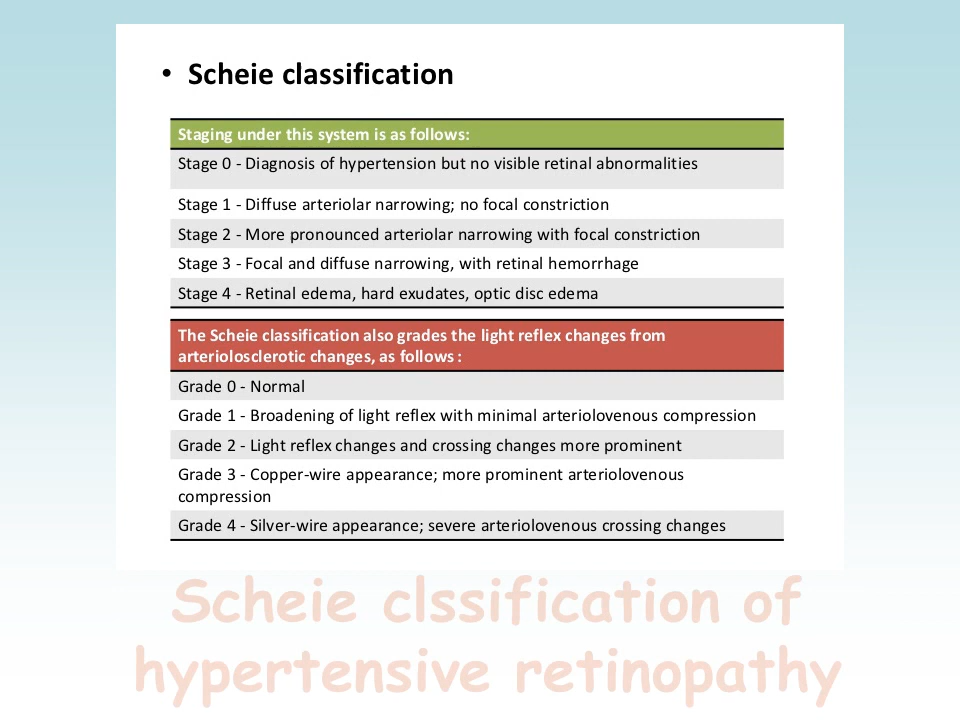 • Scheie classification
Staging under this system is as follows:
Stage 0 - Diagnosis of hypertension but no visible retinal abnormalities
Stage 1 - Diffuse arteriolar narrowing; no focal constriction
Stage 2 - More pronounced arteriolar narrowing with focal constriction
Stage 3 - Focal and diffuse narrowing, with retinal hemorrhage
Stage 4 - Retinal edema, hard exudates, optic disc edema
The Scheie classification also grades the light reflex changes from
arteriolosclerotic changes, as follows :
Grade 0 - Normal
Grade 1 - Broadening of light reflex with minimal arteriolovenous compression
Grade 2 - Light reflex changes and crossing changes more prominent
Grade 3 - Copper-wire appearance; more prominent arteriolovenous
compression
Grade 4 - Silver-wire appearance; severe arteriolovenous crossing changes
Scheie clssification of
hypertensive retinopathy